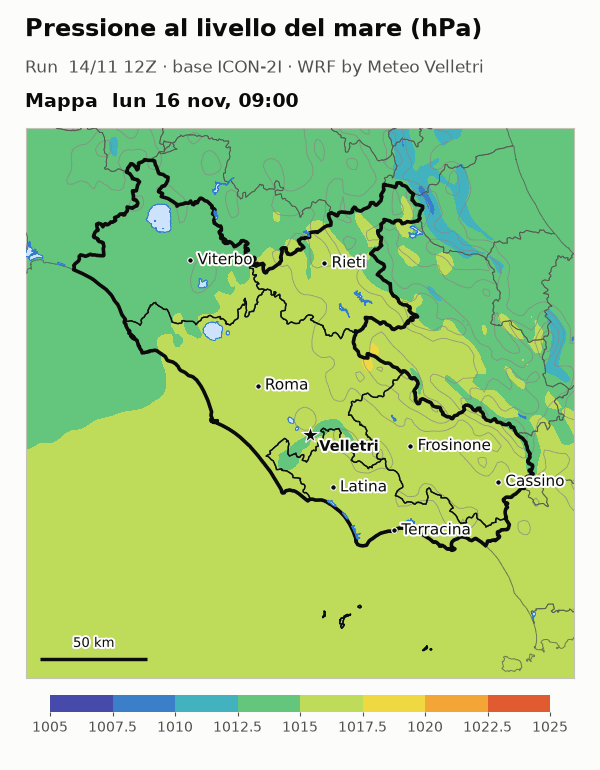 Pressione al livello del mare (hPa)
Run 14/11 12Z · base ICON-2I · WRF by Meteo Velletri
Mappa lun 16 nov, 09:00
Viterbo
Rieti
Roma
Velletri
Frosinone
Latina
Cassino
Terracina
50 km
1005 1007.5 1010 1012.5 1015 1017.5 1020 1022.5 1025